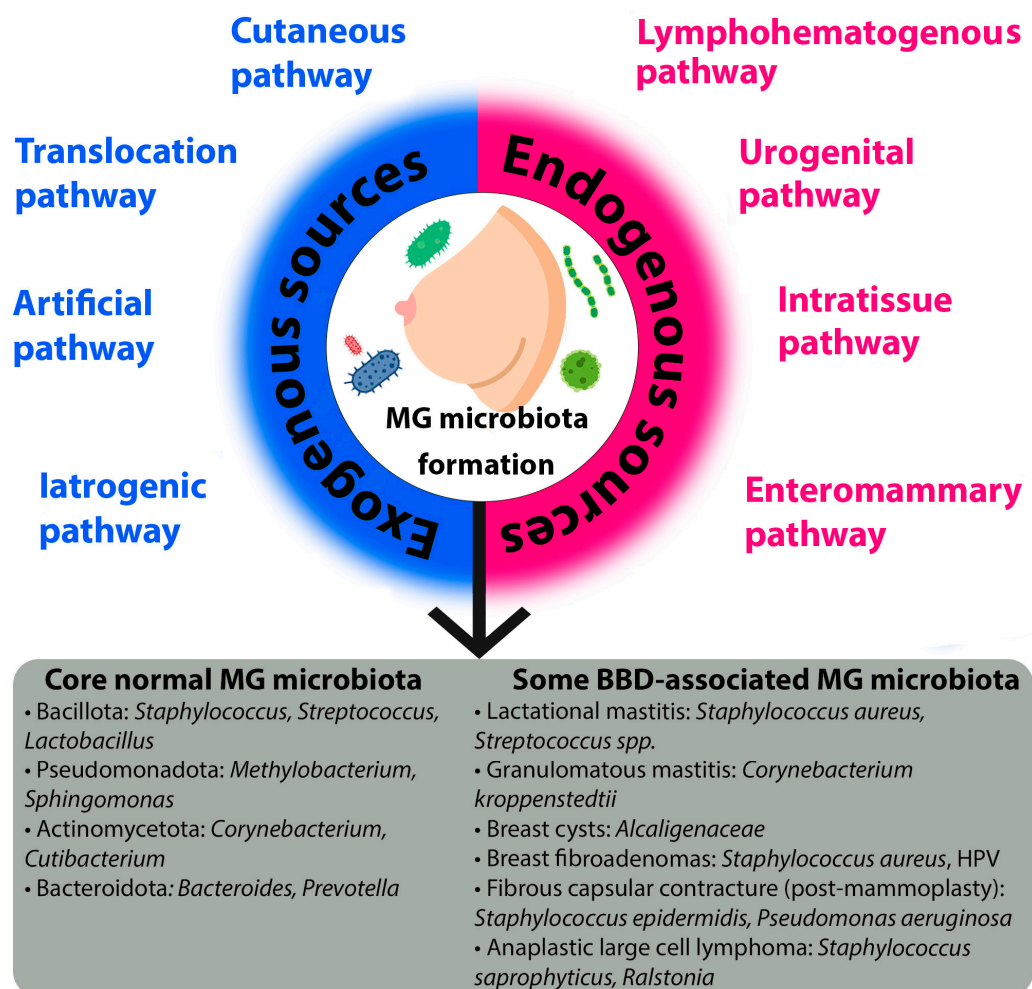 Cutaneous
pathway
Lymphohematogenous
pathway
Translocation
pathway
Urogenital
pathway
Artificial
pathway
Intratissue
pathway
Iatrogenic
pathway
Enteromammary
pathway
Exogenous sources
Endogenous sources
MG microbiota
formation
Core normal MG microbiota
• Bacillota: Staphylococcus, Streptococcus,
Lactobacillus
• Pseudomonadota: Methylobacterium,
Sphingomonas
• Actinomycetota: Corynebacterium,
Cutibacterium
• Bacteroidota: Bacteroides, Prevotella
Some BBD-associated MG microbiota
• Lactational mastitis: Staphylococcus aureus,
Streptococcus spp.
• Granulomatous mastitis: Corynebacterium
kroppenstedtii
• Breast cysts: Alcaligenaceae
• Breast fibroadenomas: Staphylococcus aureus, HPV
• Fibrous capsular contracture (post-mammoplasty):
Staphylococcus epidermidis, Pseudomonas aeruginosa
• Anaplastic large cell lymphoma: Staphylococcus
saprophyticus, Ralstonia